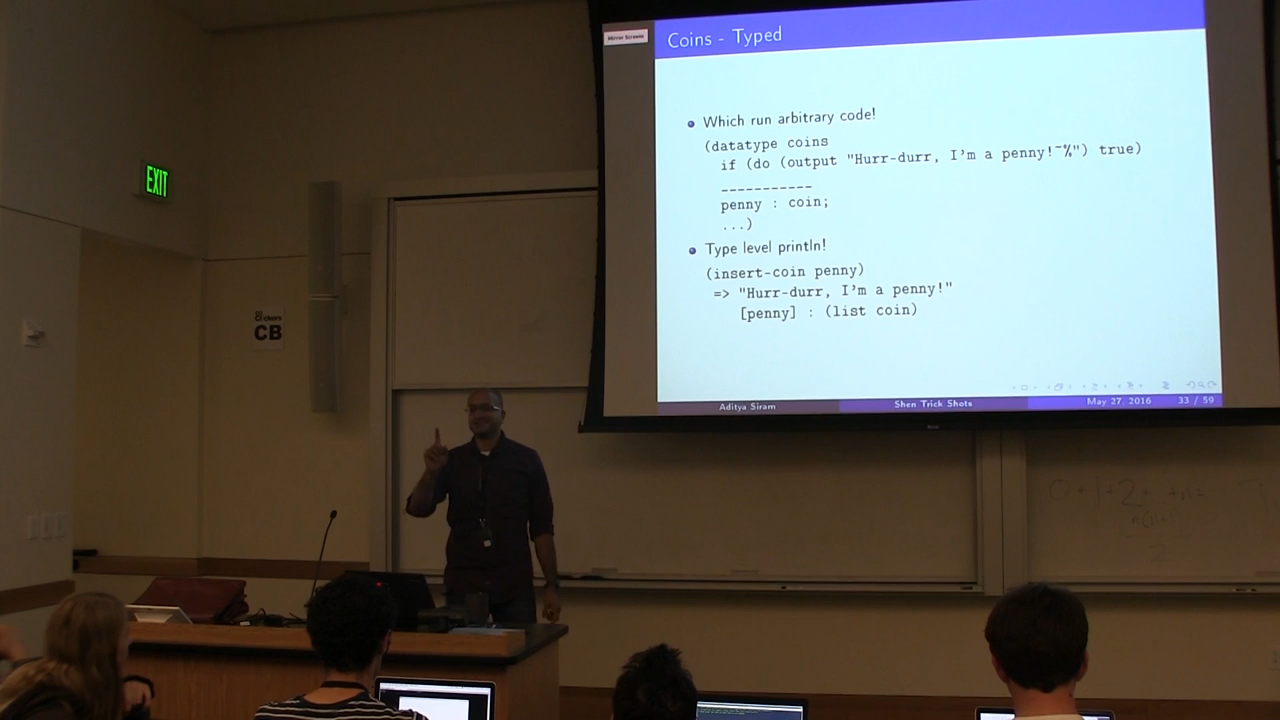 Mirror Screens
Coins - Typed
Which run arbitrary code!
(datatype coins
if (do (output "Hurr-durr, I'm a penny!~%") true)
-----------
penny : coin;
...)
Type level println!
(insert-coin penny)
=> "Hurr-durr, I'm a penny!"
[penny] : (list coin)
Aditya Siram
Shen Trick Shots
May 27, 2016
33 / 59
EXIT
CB